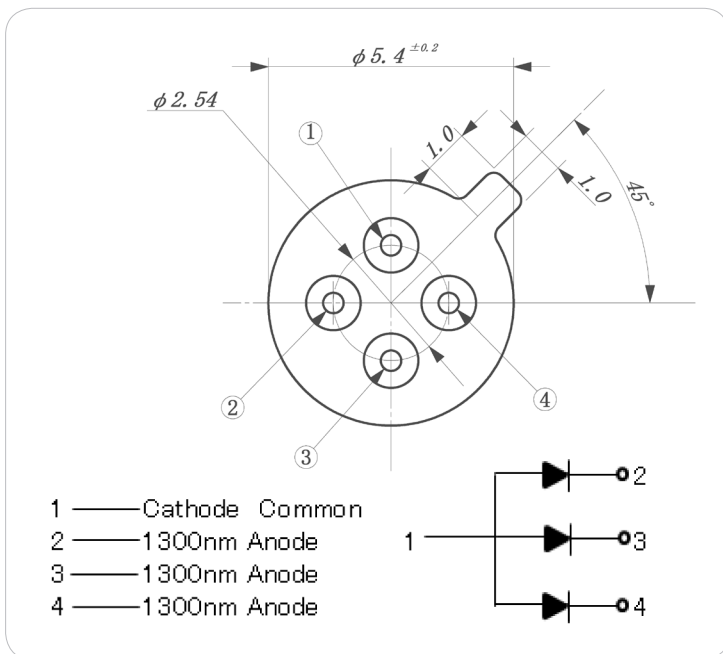 φ5.4 ±0.2
φ2.54
①
1.0
1.0
45°
②
④
③
1 Cathode Common
2 1300nm Anode
3 1300nm Anode
4 1300nm Anode
1
2
3
4